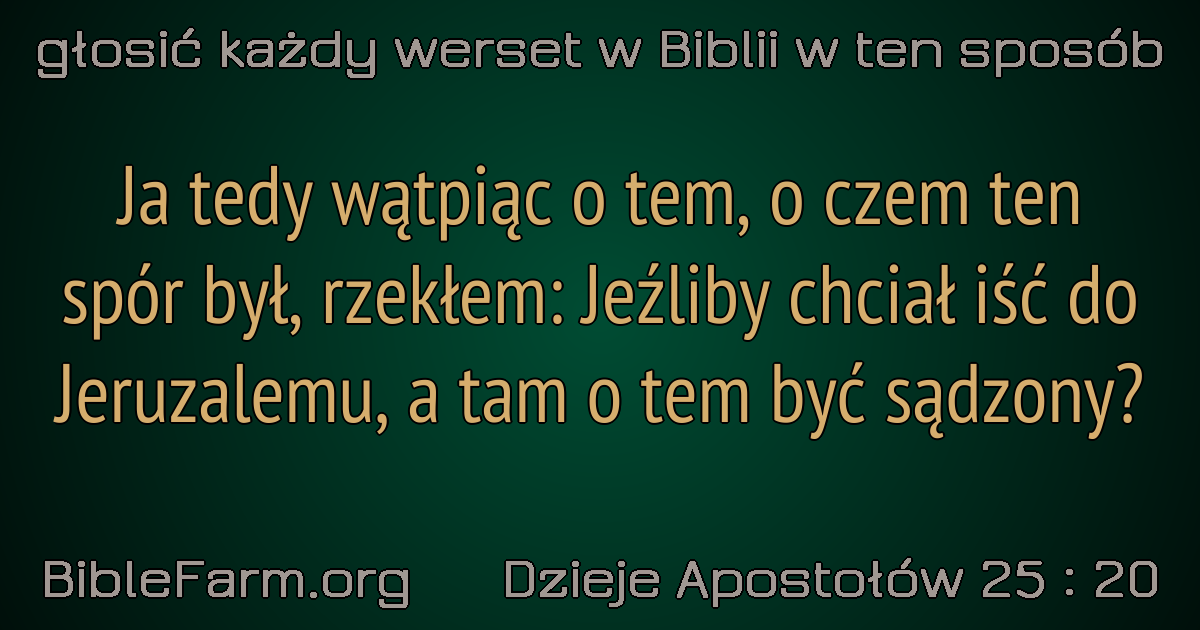 głosić każdy werset w Biblii w ten sposób
Ja tedy wątpiąc o tem, o czem ten
spór był, rzekłem: Jeźliby chciał iść do
Jeruzalemu, a tam o tem być sądzony?
BibleFarm.org Dzieje Apostołów 25 : 20